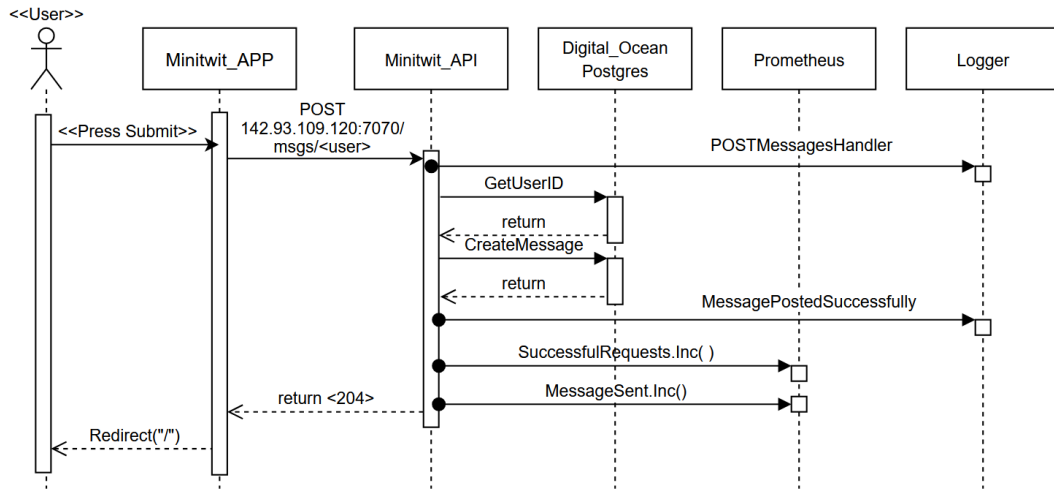 <<User>>
Minitwit_APP
Minitwit_API
Digital_Ocean
Postgres
Prometheus
Logger
POST
142.93.109.120:7070/
msgs/<user>
<<Press Submit>>
POSTMessagesHandler
GetUserID
return
CreateMessage
return
MessagePostedSuccessfully
SuccessfulRequests.Inc( )
MessageSent.Inc()
return <204>
Redirect("/")